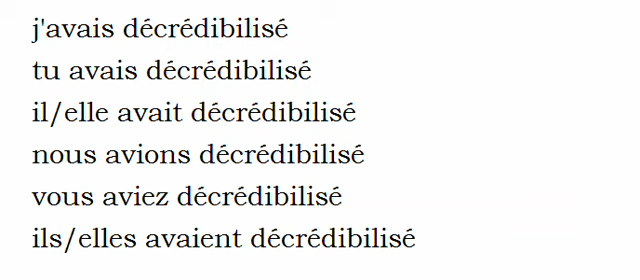 j'avais décrédibilisé
tu avais décrédibilisé
il/elle avait décrédibilisé
nous avions décrédibilisé
vous aviez décrédibilisé
ils/elles avaient décrédibilisé